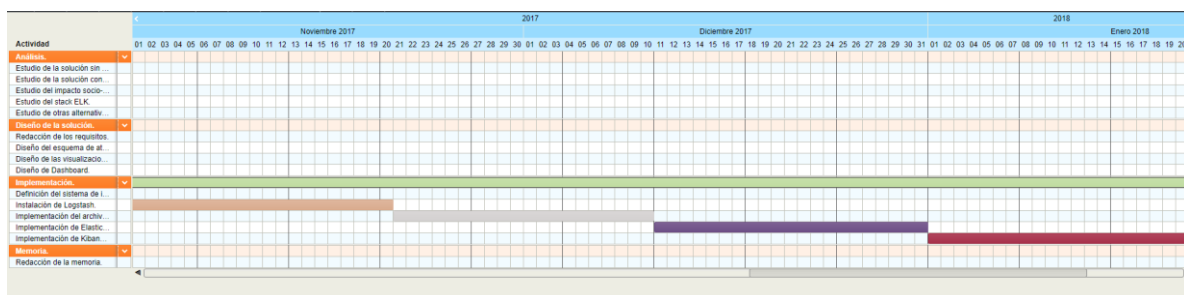 2017
2018
Noviembre 2017
Diciembre 2017
Enero 2018
Actividad
01 02 03 04 05 06 07 08 09 10 11 12 13 14 15 16 17 18 19 20 21 22 23 24 25 26 27 28 29 30 01 02 03 04 05 06 07 08 09 10 11 12 13 14 15 16 17 18 19 20 21 22 23 24 25 26 27 28 29 30 31 01 02 03 04 05 06 07 08 09 10 11 12 13 14 15 16 17 18 19 20
Análisis.
Estudio de la solución sin ...
Estudio de la solución con...
Estudio del impacto socio-...
Estudio del stack ELK.
Estudio de otras alternativ...
Diseño de la solución.
Redacción de los requisitos.
Diseño del esquema de at...
Diseño de las visualizacio...
Diseño de Dashboard.
Implementación.
Definición del sistema de i...
Instalación de Logstash.
Implementación del archiv...
Implementación de Elastic...
Implementación de Kiban...
Memoria.
Redacción de la memoria.